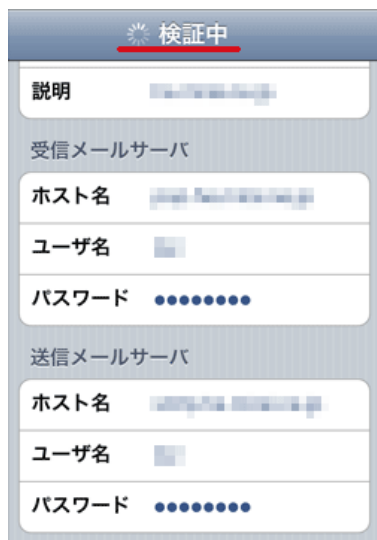 検証中
説明
受信メールサーバ
ホスト名
ユーザ名
パスワード ●●●●●●●●
送信メールサーバ
ホスト名
ユーザ名
パスワード ●●●●●●●●